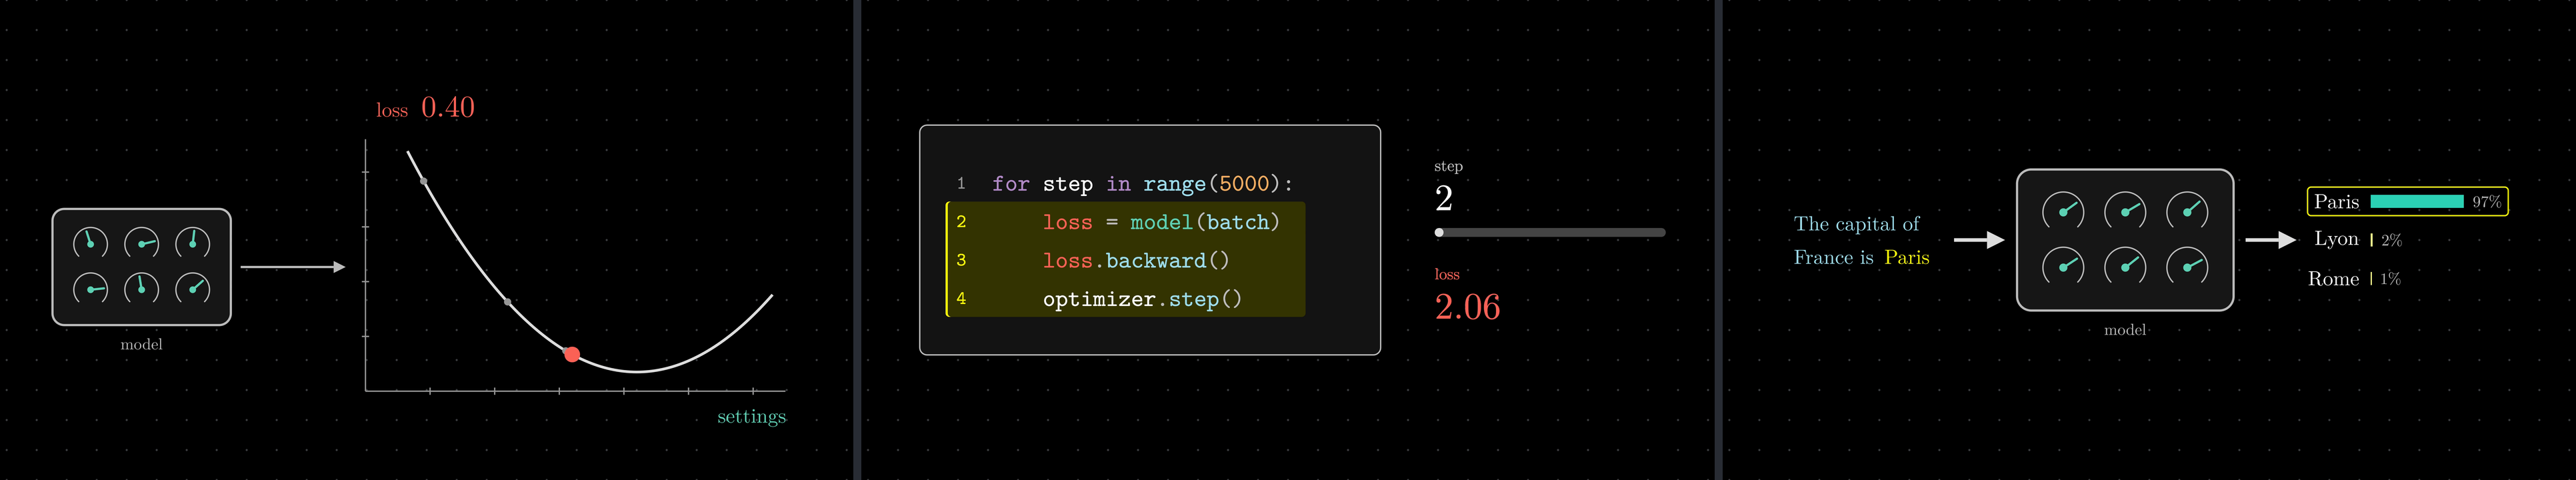 loss 0.40
model
settings
1 for step in range(5000):
2 loss = model(batch)
3 loss.backward()
4 optimizer.step()
step
2
loss
2.06
The capital of
France is Paris
model
Paris 97%
Lyon 2%
Rome 1%